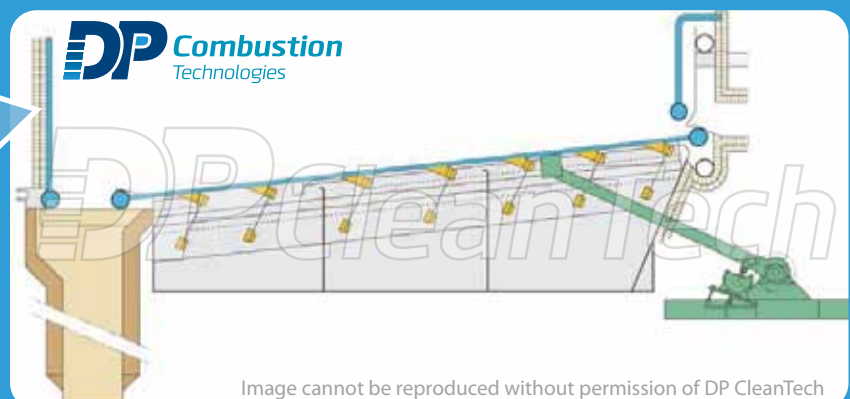 DP Combustion
Technologies
DP CleanTech
Image cannot be reproduced without permission of DP CleanTech